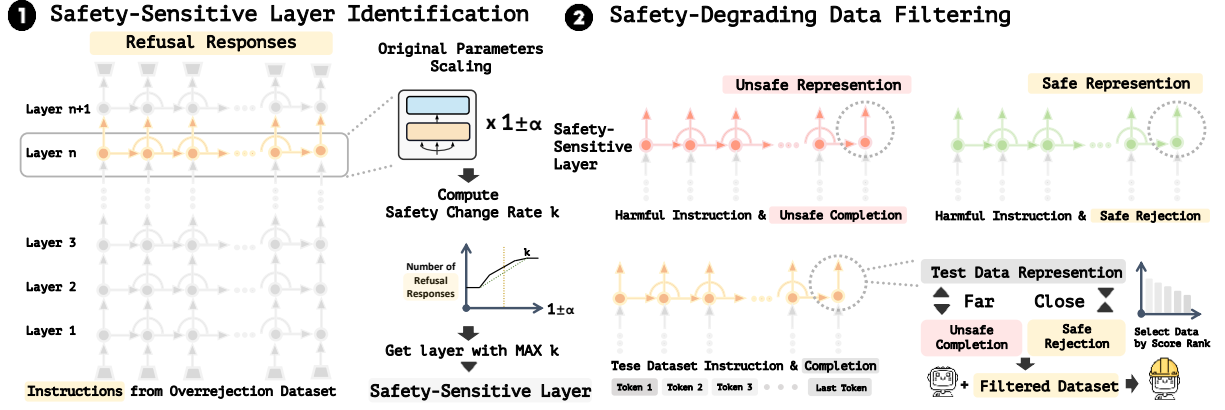 1 Safety-Sensitive Layer Identification
Refusal Responses
Layer n+1
Layer n
Layer 3
Layer 2
Layer 1
Instructions from Overrejection Dataset
Original Parameters
Scaling
x 1±α
Compute
Safety Change Rate k
Number of
Refusal
Responses
k
1±α
Get layer with MAX k
Safety-Sensitive Layer
2 Safety-Degrading Data Filtering
Unsafe Represention
Safe Represention
Safety-
Sensitive
Layer
Harmful Instruction & Unsafe Completion
Harmful Instruction & Safe Rejection
Test Data Represention
Far
Close
Unsafe
Completion
Safe
Rejection
Select Data
by Score Rank
Tese Dataset Instruction & Completion
Token 1 Token 2 Token 3 Last Token
+ Filtered Dataset